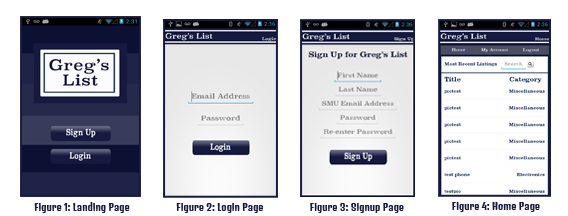 2:31
Greg's
List
Sign Up
Login
Figure 1: Landing Page
2:36
Greg's List
Login
Email Address
Password
Login
Figure 2: Login Page
2:36
Greg's List
Sign Up
Sign Up for Greg's List
First Name
Last Name
SMU Email Address
Password
Re-enter Password
Sign Up
Figure 3: Signup Page
2:36
Greg's List
Home
Home My Account Logout
Most Recent Listings Search
Title Category
pictest Miscellaneous
pictest Miscellaneous
pictest Miscellaneous
pictest Miscellaneous
pictest Miscellaneous
test phone Electronics
testpic Miscellaneous
Figure 4: Home Page